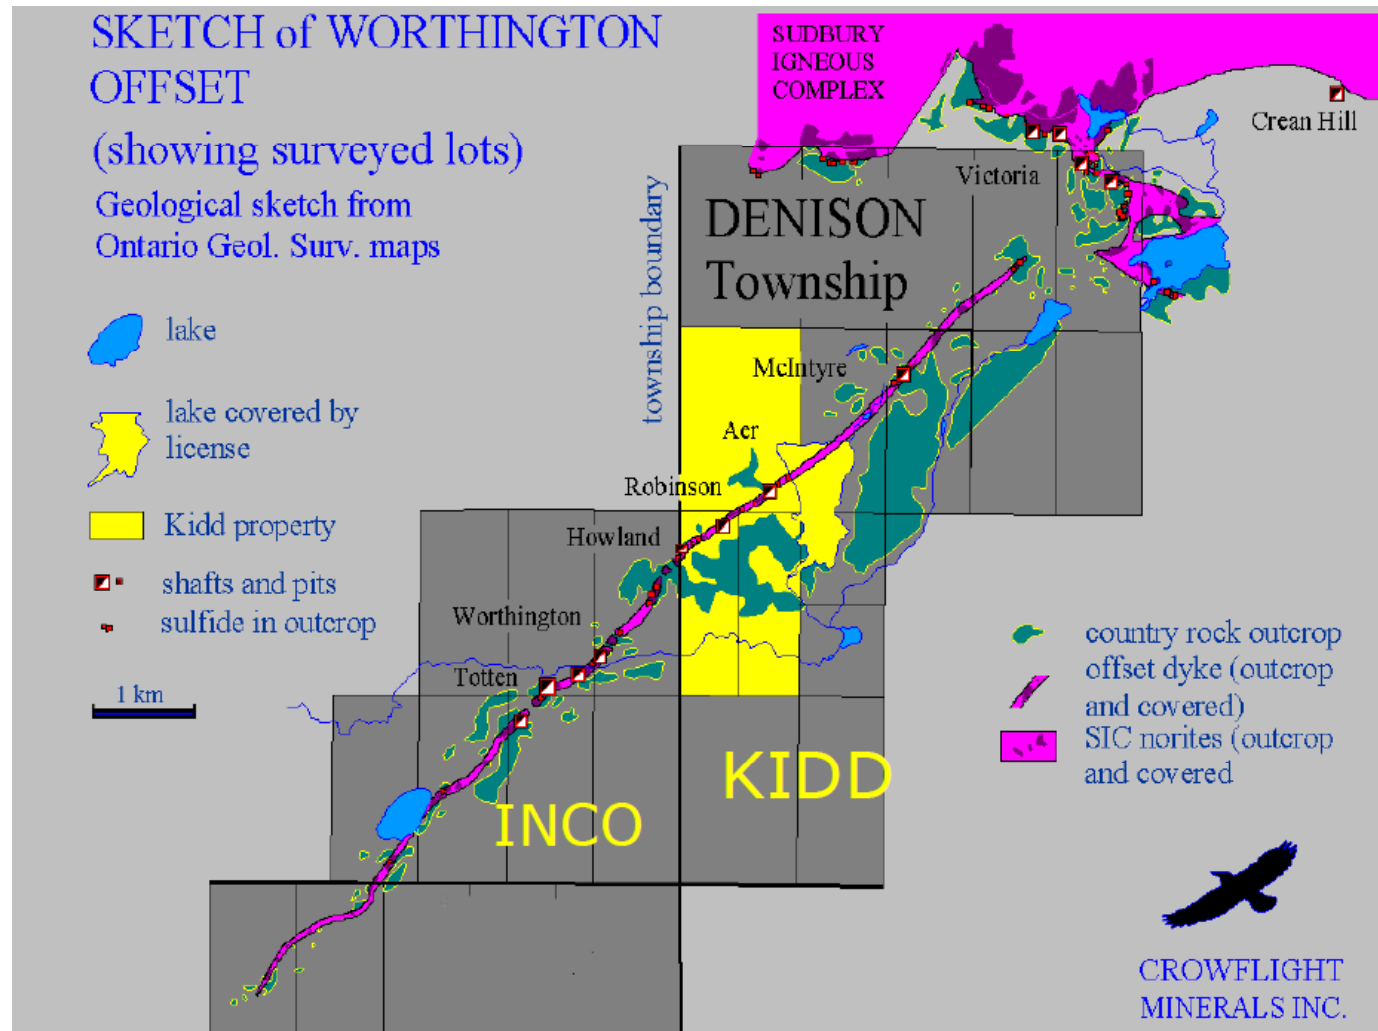 SKETCH of WORTHINGTON
OFFSET
(showing surveyed lots)
Geological sketch from
Ontario Geol. Surv. maps
lake
lake covered by
license
Kidd property
shafts and pits
sulfide in outcrop
1 km
township boundary
SUDBURY
IGNEOUS
COMPLEX
Crean Hill
Victoria
DENISON
Township
McIntyre
Aer
Robinson
Howland
Worthington
Totten
KIDD
INCO
country rock outcrop
offset dyke (outcrop
and covered)
SIC norites (outcrop
and covered
CROWFLIGHT
MINERALS INC.